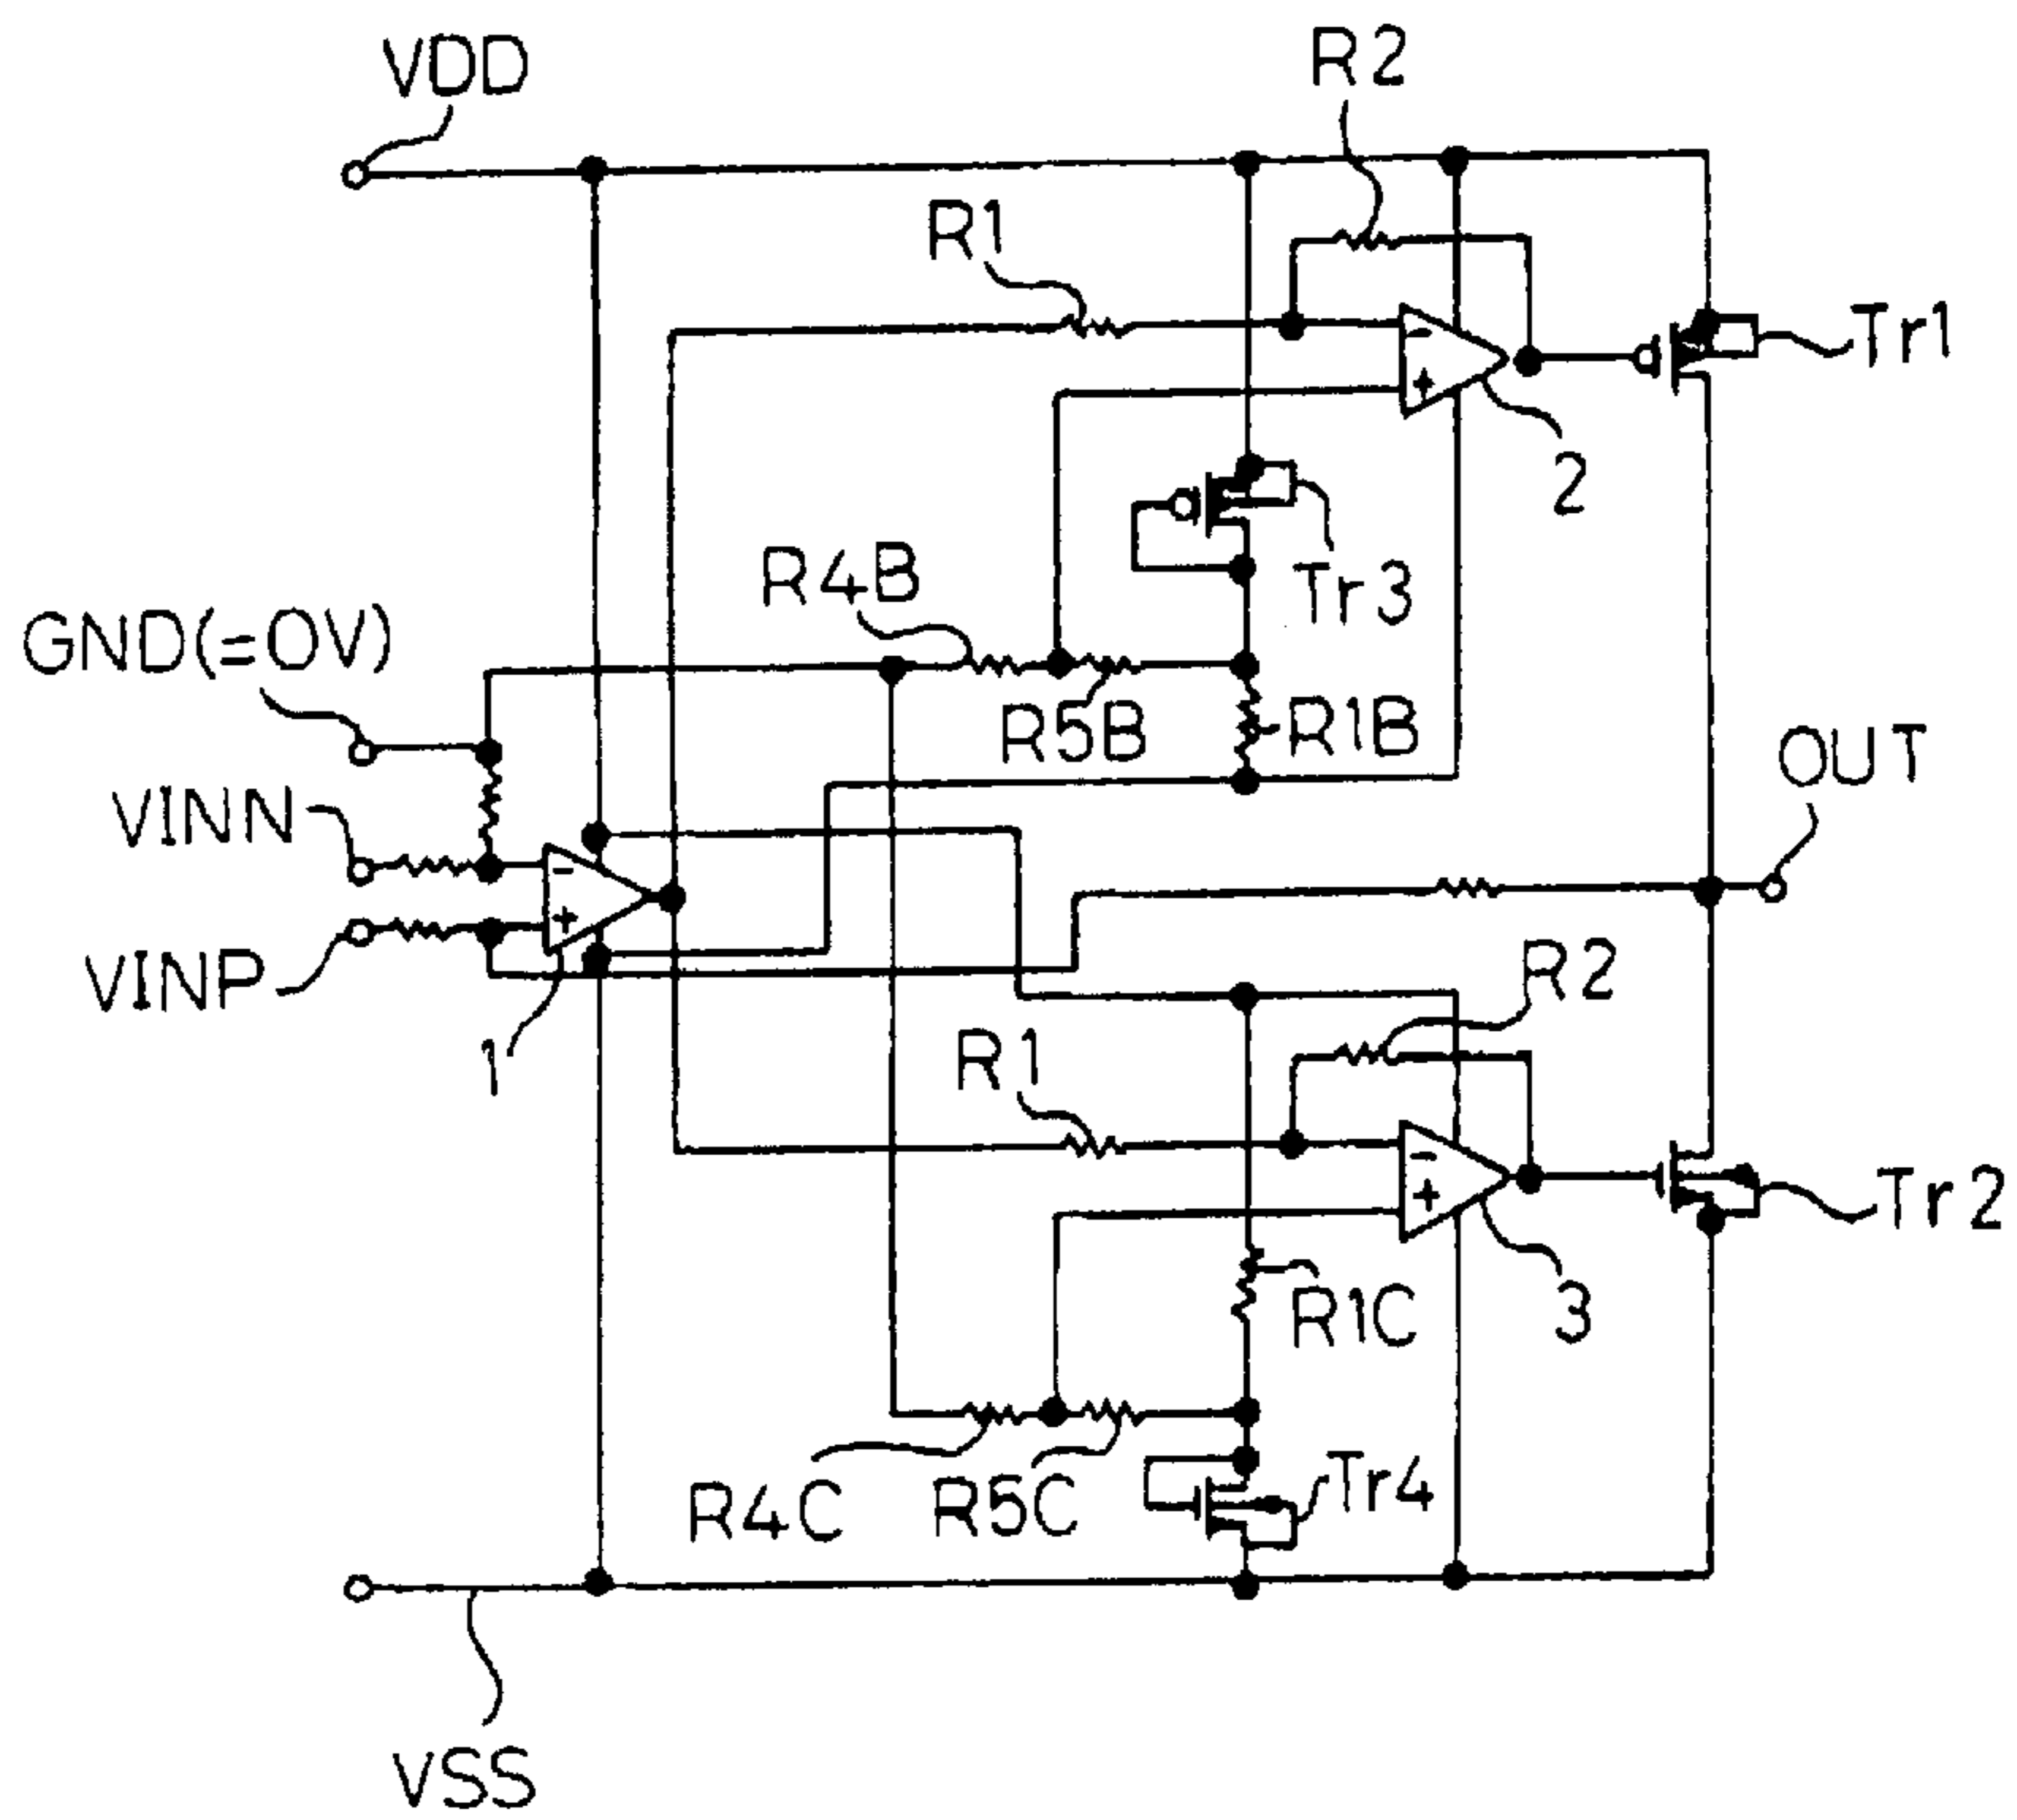 VDD
R2
R1
Tr1
-
+
2
R4B
Tr3
GND(=0V)
R5B
R1B
OUT
VINN
-
+
VINP
R2
1
R1
-
+
Tr2
R1C
3
R4C
R5C
Tr4
VSS